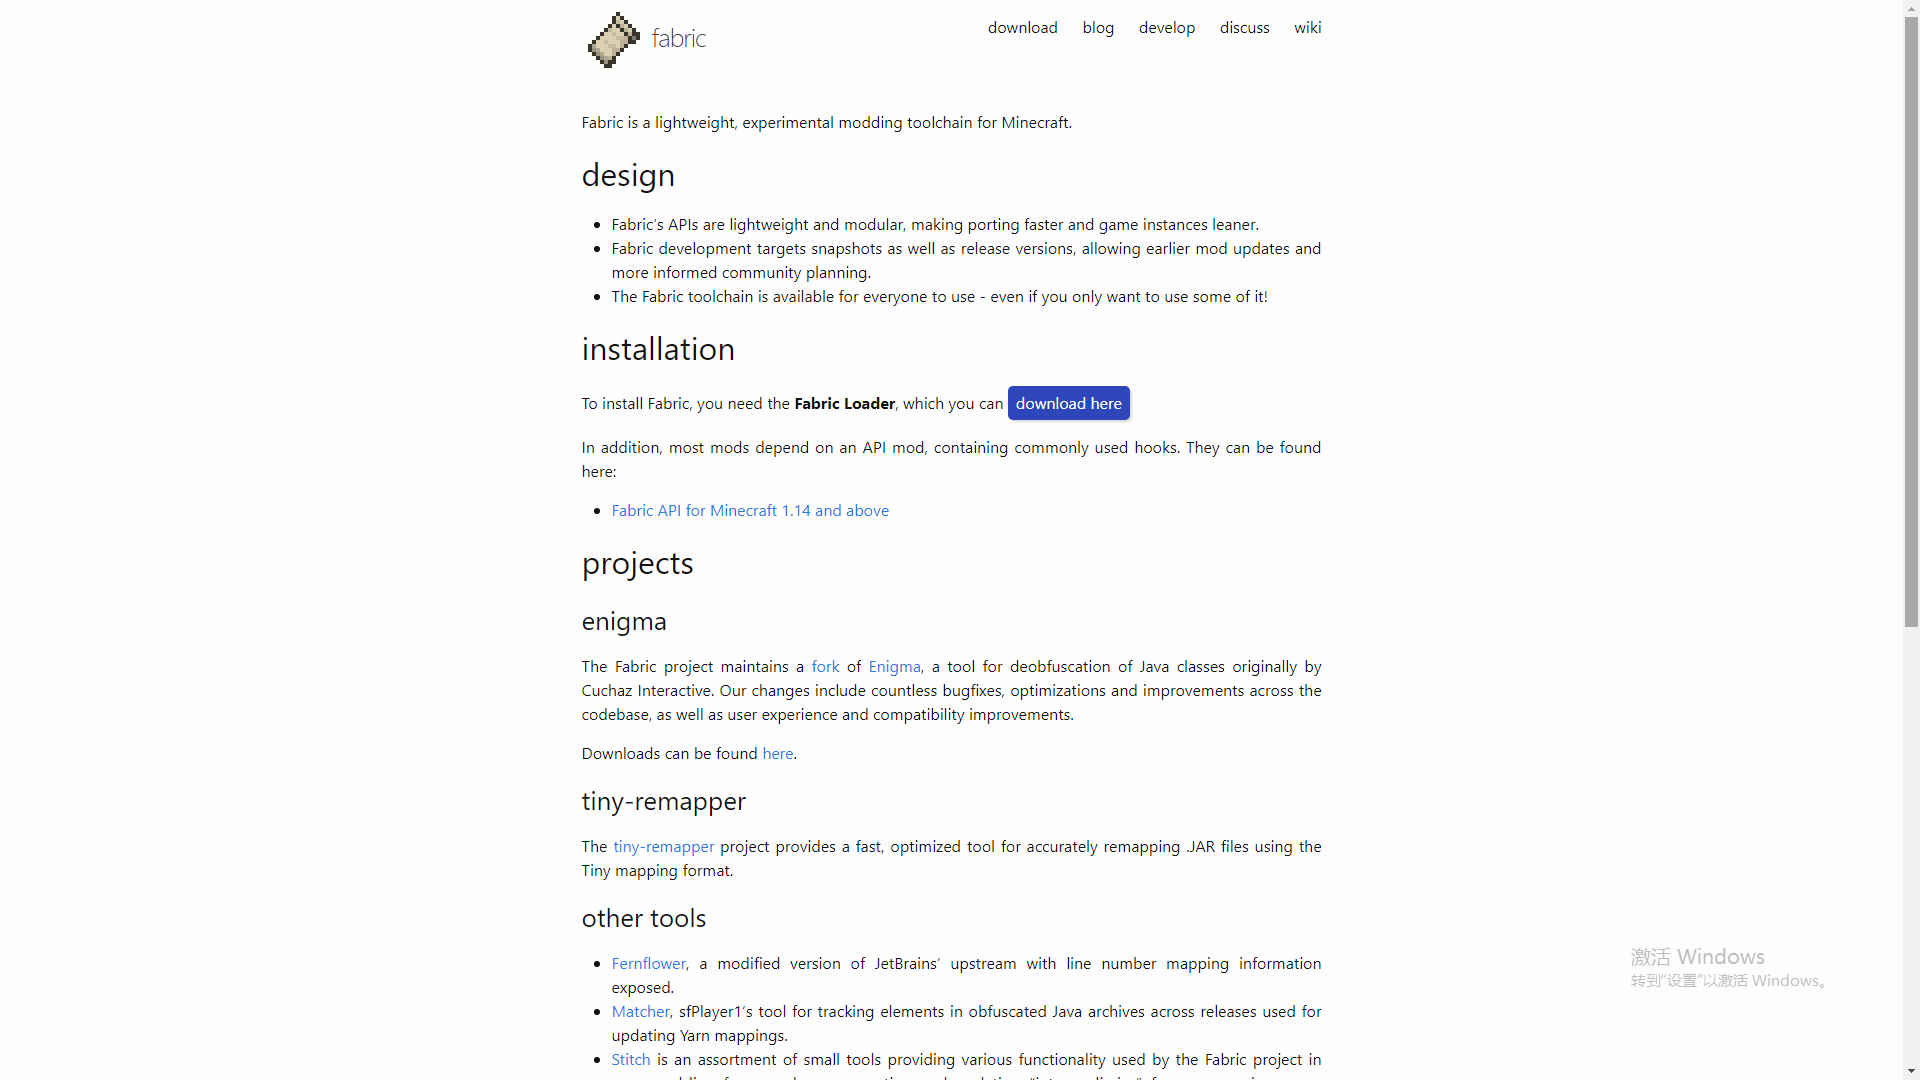 fabric
download blog develop discuss wiki
Fabric is a lightweight, experimental modding toolchain for Minecraft.
design
• Fabric's APIs are lightweight and modular, making porting faster and game instances leaner.
• Fabric development targets snapshots as well as release versions, allowing earlier mod updates and
more informed community planning.
• The Fabric toolchain is available for everyone to use - even if you only want to use some of it!
installation
To install Fabric, you need the Fabric Loader, which you can download here
In addition, most mods depend on an API mod, containing commonly used hooks. They can be found
here:
• Fabric API for Minecraft 1.14 and above
projects
enigma
The Fabric project maintains a fork of Enigma, a tool for deobfuscation of Java classes originally by
Cuchaz Interactive. Our changes include countless bugfixes, optimizations and improvements across the
codebase, as well as user experience and compatibility improvements.
Downloads can be found here.
tiny-remapper
The tiny-remapper project provides a fast, optimized tool for accurately remapping .JAR files using the
Tiny mapping format.
other tools
• Fernflower, a modified version of JetBrains' upstream with line number mapping information
exposed.
• Matcher, sfPlayer1's tool for tracking elements in obfuscated Java archives across releases used for
updating Yarn mappings.
• Stitch is an assortment of small tools providing various functionality used by the Fabric project in
激活 Windows
转到"设置"以激活 Windows。